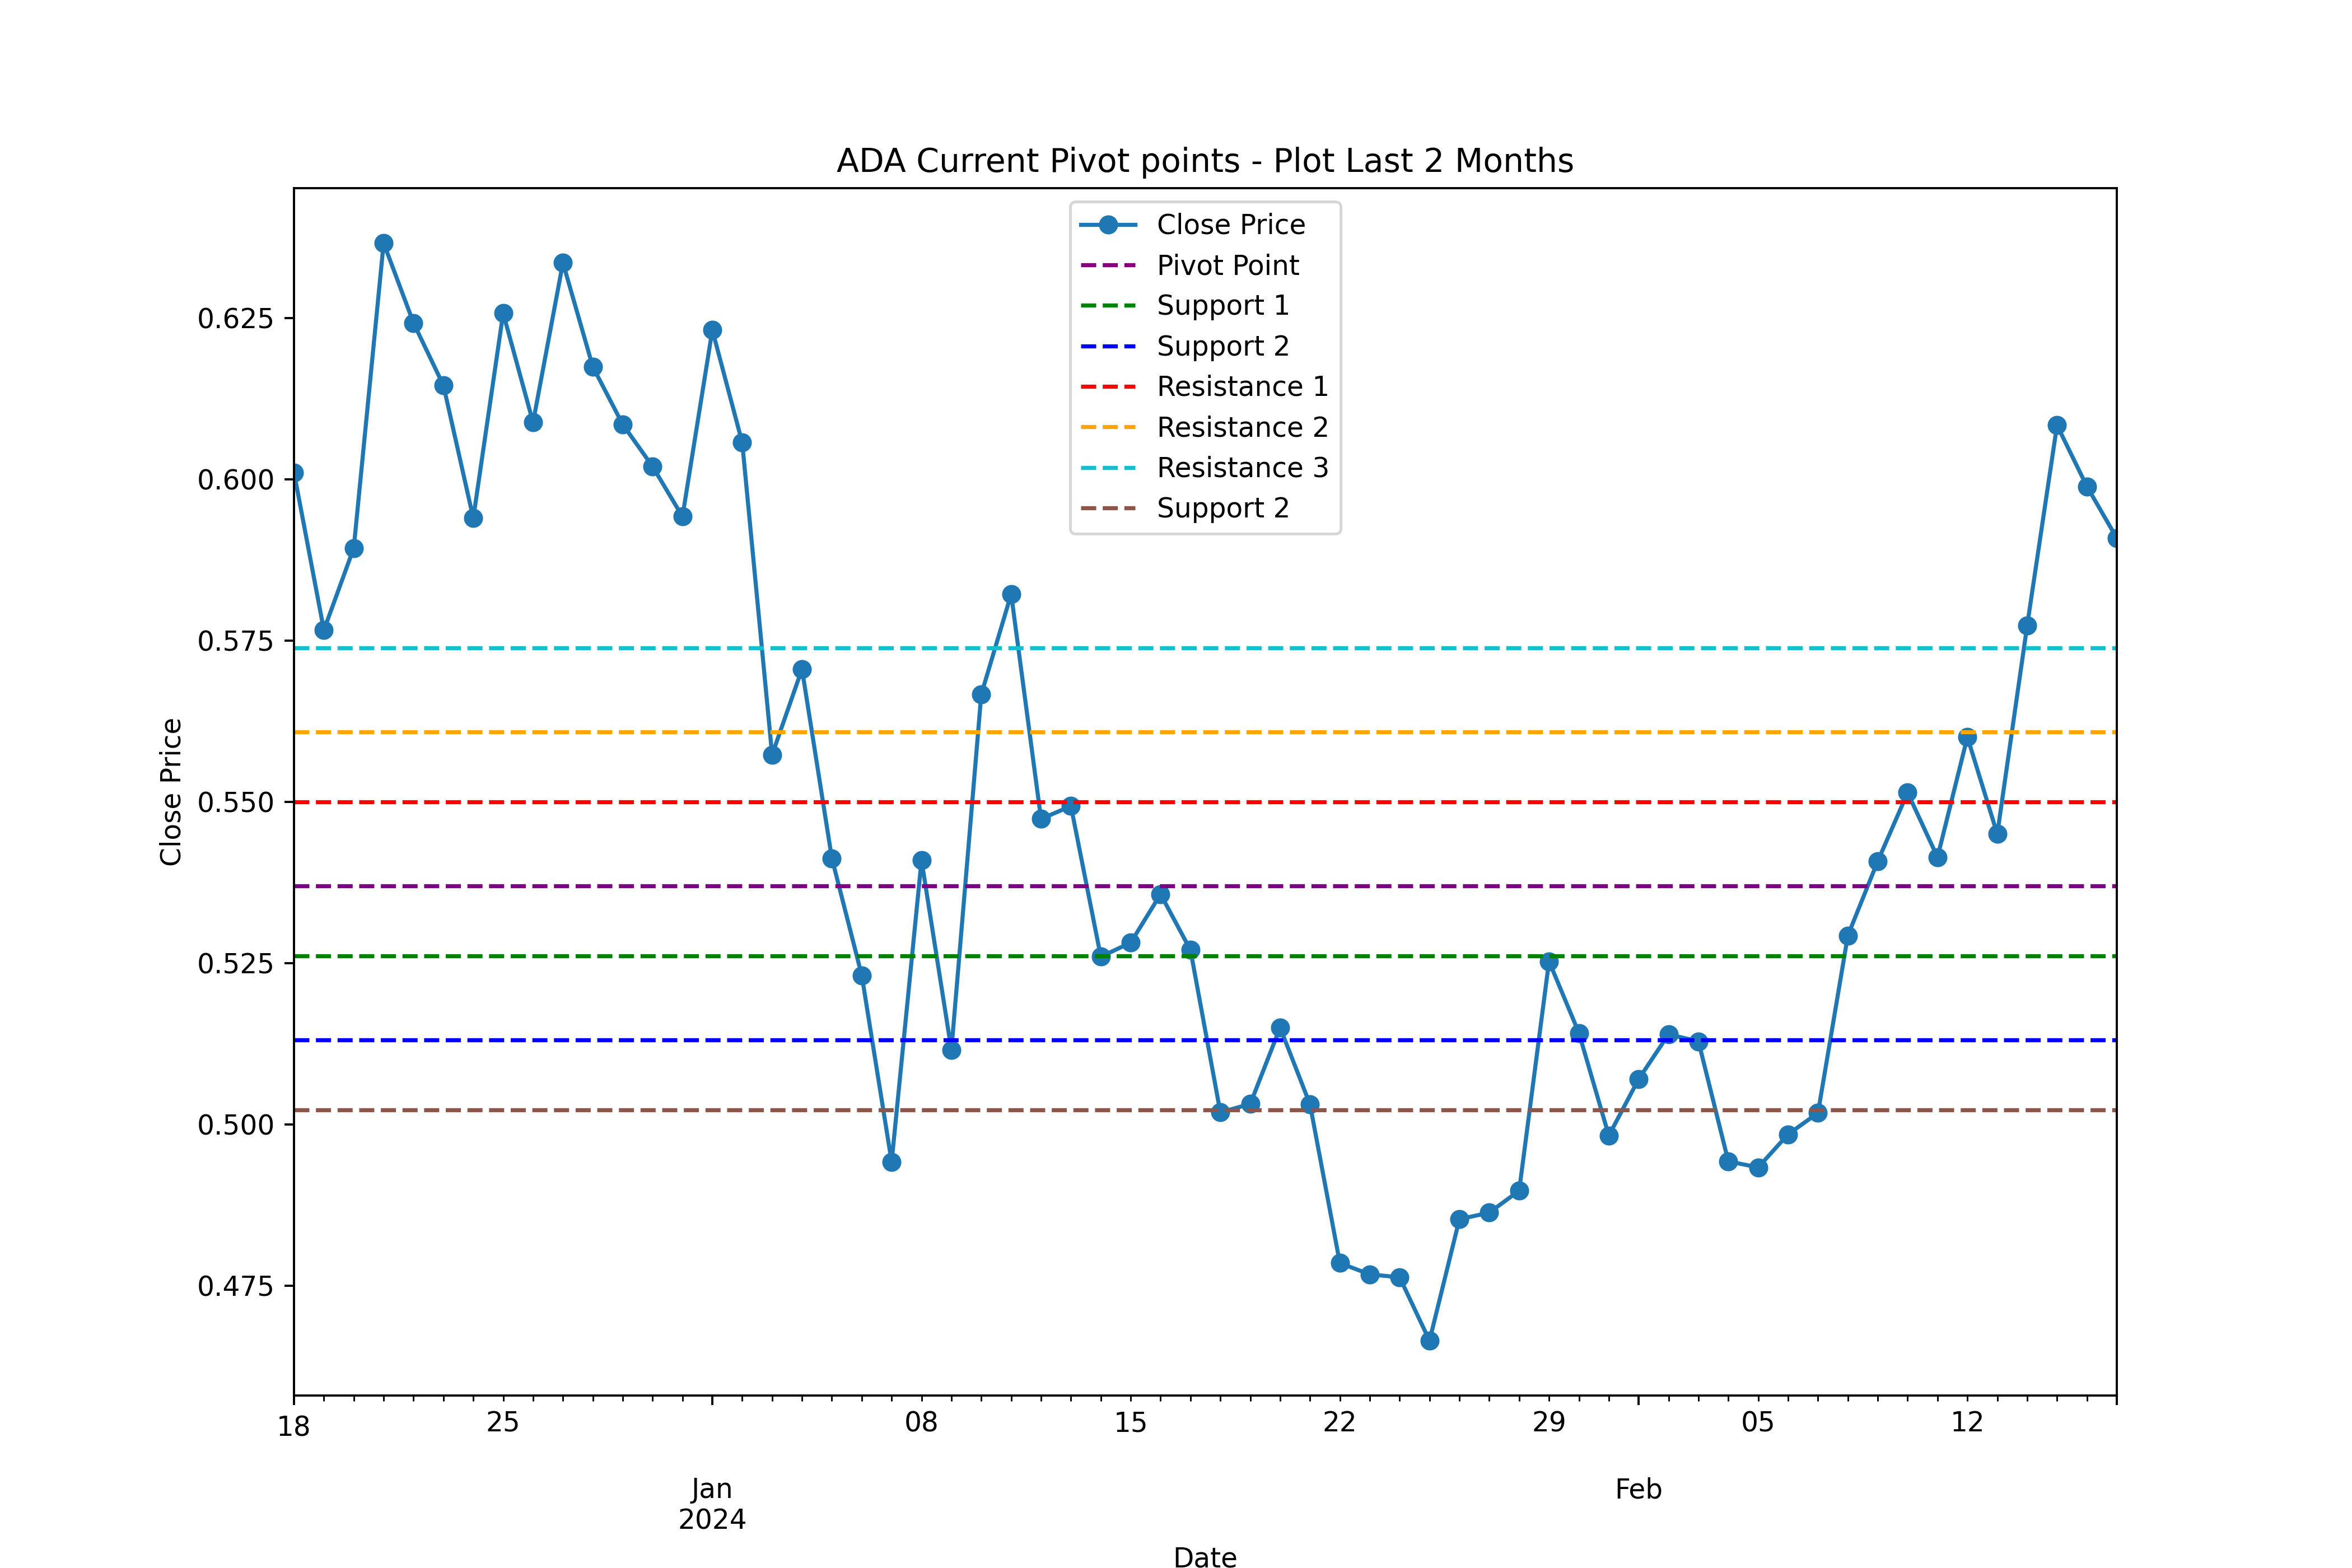 ADA Current Pivot points - Plot Last 2 Months
Close Price
Pivot Point
Support 1
Support 2
Resistance 1
Resistance 2
Resistance 3
Support 2
0.625
0.600
0.575
0.550
0.525
0.500
0.475
Close Price
18
25
08
15
22
29
05
12
Jan
2024
Feb
Date